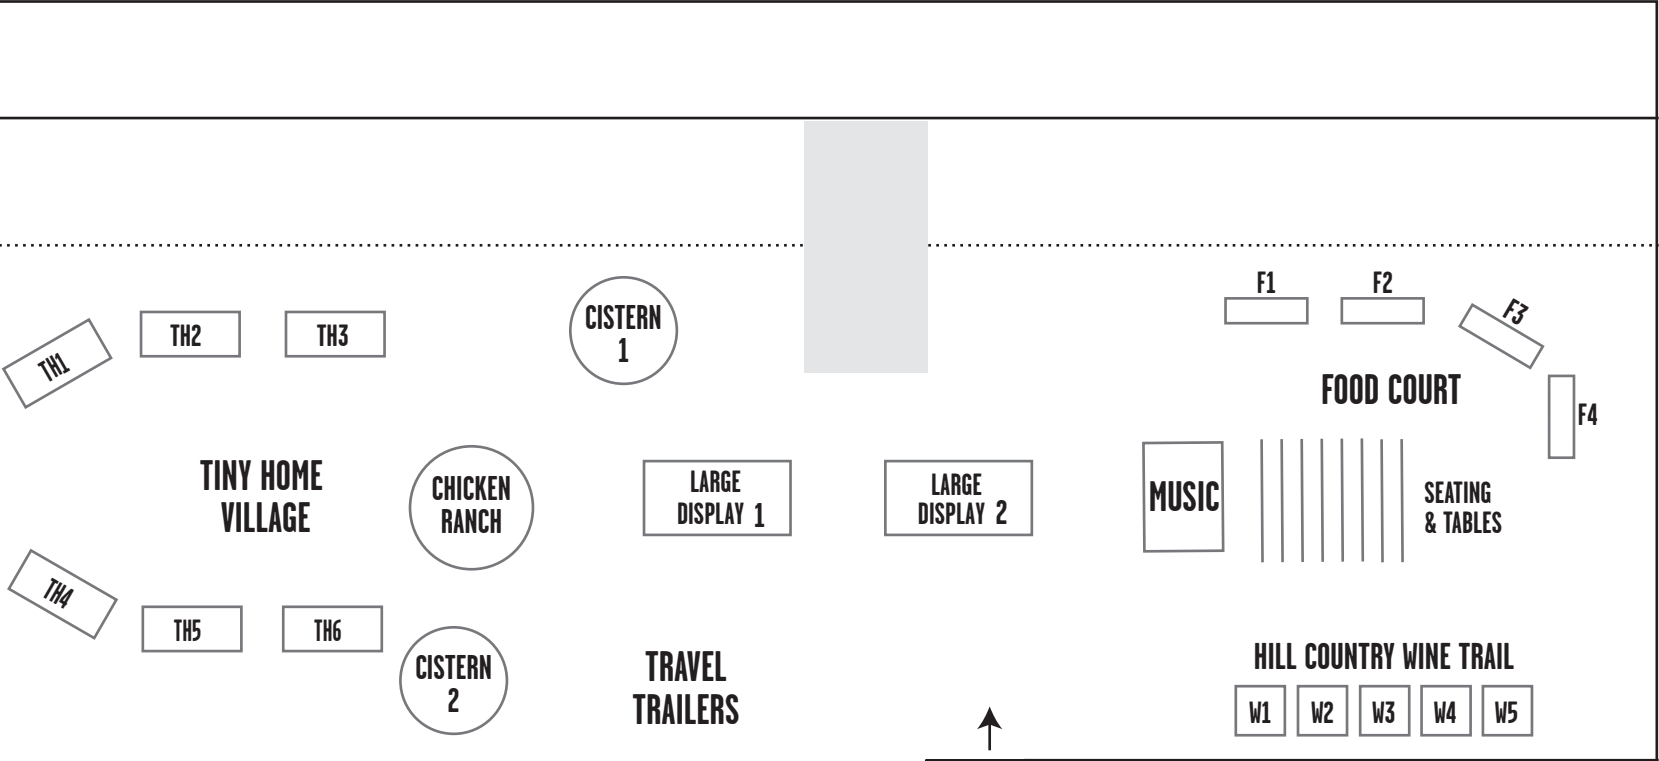 F1
F2
F3
CISTERN
1
TH1
TH2
TH3
FOOD COURT
F4
TINY HOME
VILLAGE
CHICKEN
RANCH
LARGE
DISPLAY 1
LARGE
DISPLAY 2
MUSIC
SEATING
& TABLES
TH4
TH5
TH6
CISTERN
2
TRAVEL
TRAILERS
HILL COUNTRY WINE TRAIL
W1
W2
W3
W4
W5